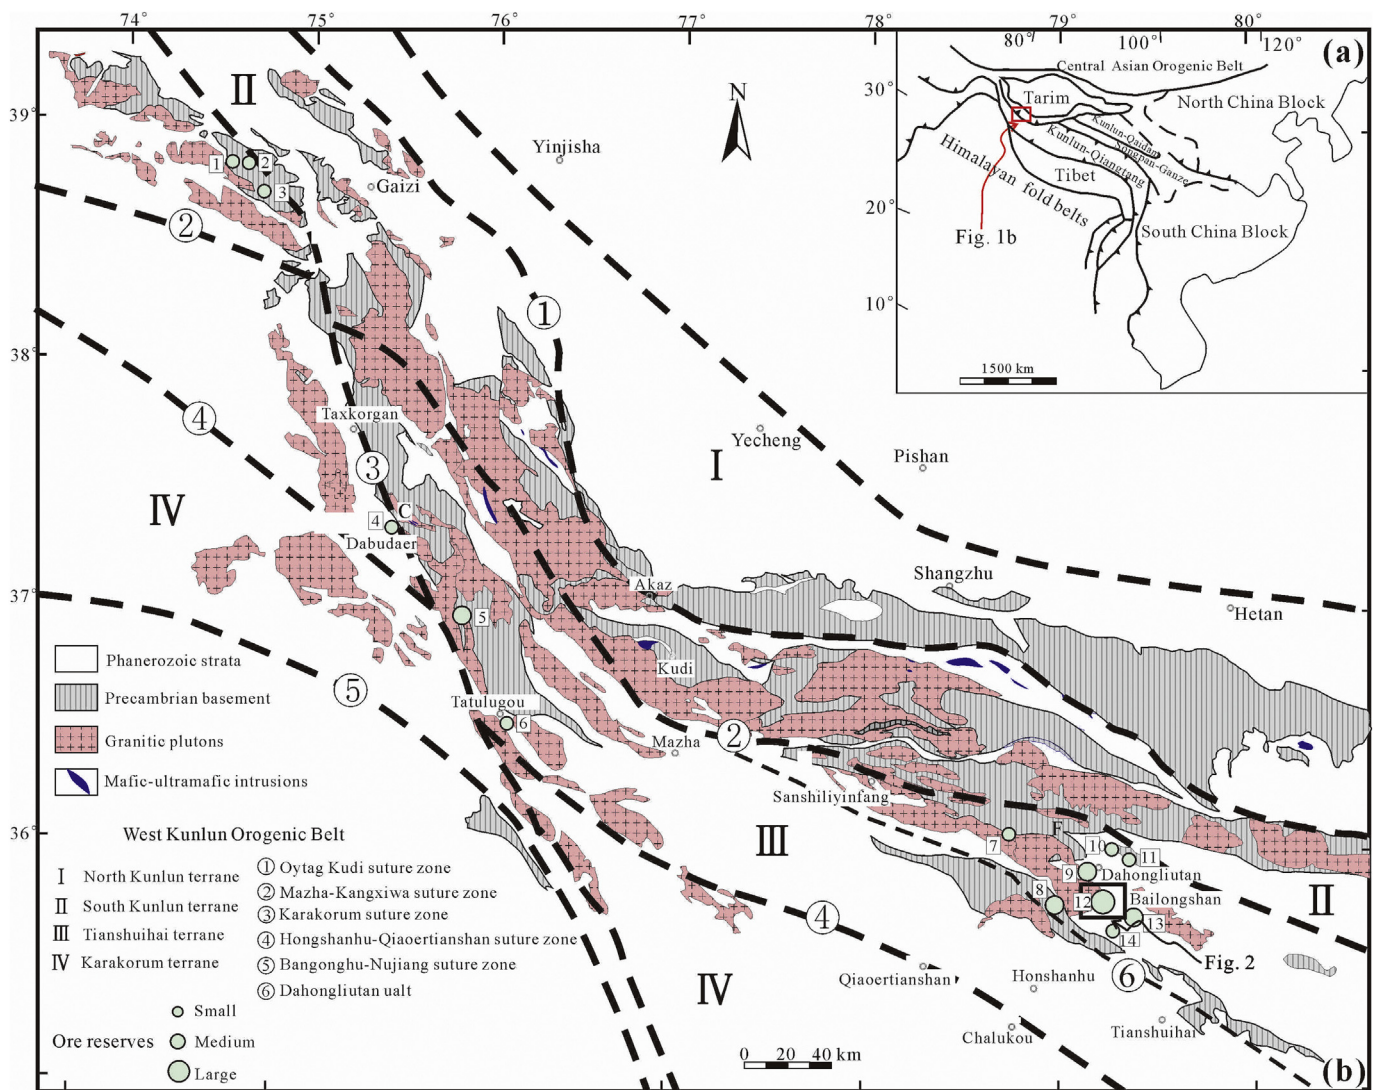 74° 75° 76° 77° 78° 79° 80°
80° 100° 120°
(a)
Central Asian Orogenic Belt
30°
Tarim
North China Block
Kunlun-Qaidan
Songpan-Ganze
Kunlun-Qiangtang
Himalayan fold belts
Tibet
20°
South China Block
Fig. 1b
10°
1500 km
39°
II
N
Yinjisha
1
2
3
Gaizi
②
①
38°
Taxkorgan
④
Yecheng
I
Pishan
③
IV
4
C
Dabudaer
Shangzhu
Akaz
37°
Hetan
5
Kudi
⑤
Tatulugou
6
Mazha
②
Sanshiliyinfang
36°
III
7
F
10
11
9
Dahongliutan
8
12
Bailongshan
II
13
14
④
Fig. 2
Qiaoertianshan
Honshanhu
⑥
IV
Chalukou
Tianshuihai
0 20 40 km
(b)
Phanerozoic strata
Precambrian basement
Granitic plutons
Mafic-ultramafic intrusions
West Kunlun Orogenic Belt
I North Kunlun terrane
II South Kunlun terrane
III Tianshuihai terrane
IV Karakorum terrane
① Oytag Kudi suture zone
② Mazha-Kangxiwa suture zone
③ Karakorum suture zone
④ Hongshanhu-Qiaoertianshan suture zone
⑤ Bangonghu-Nujiang suture zone
⑥ Dahongliutan ualt
Ore reserves
Small
Medium
Large